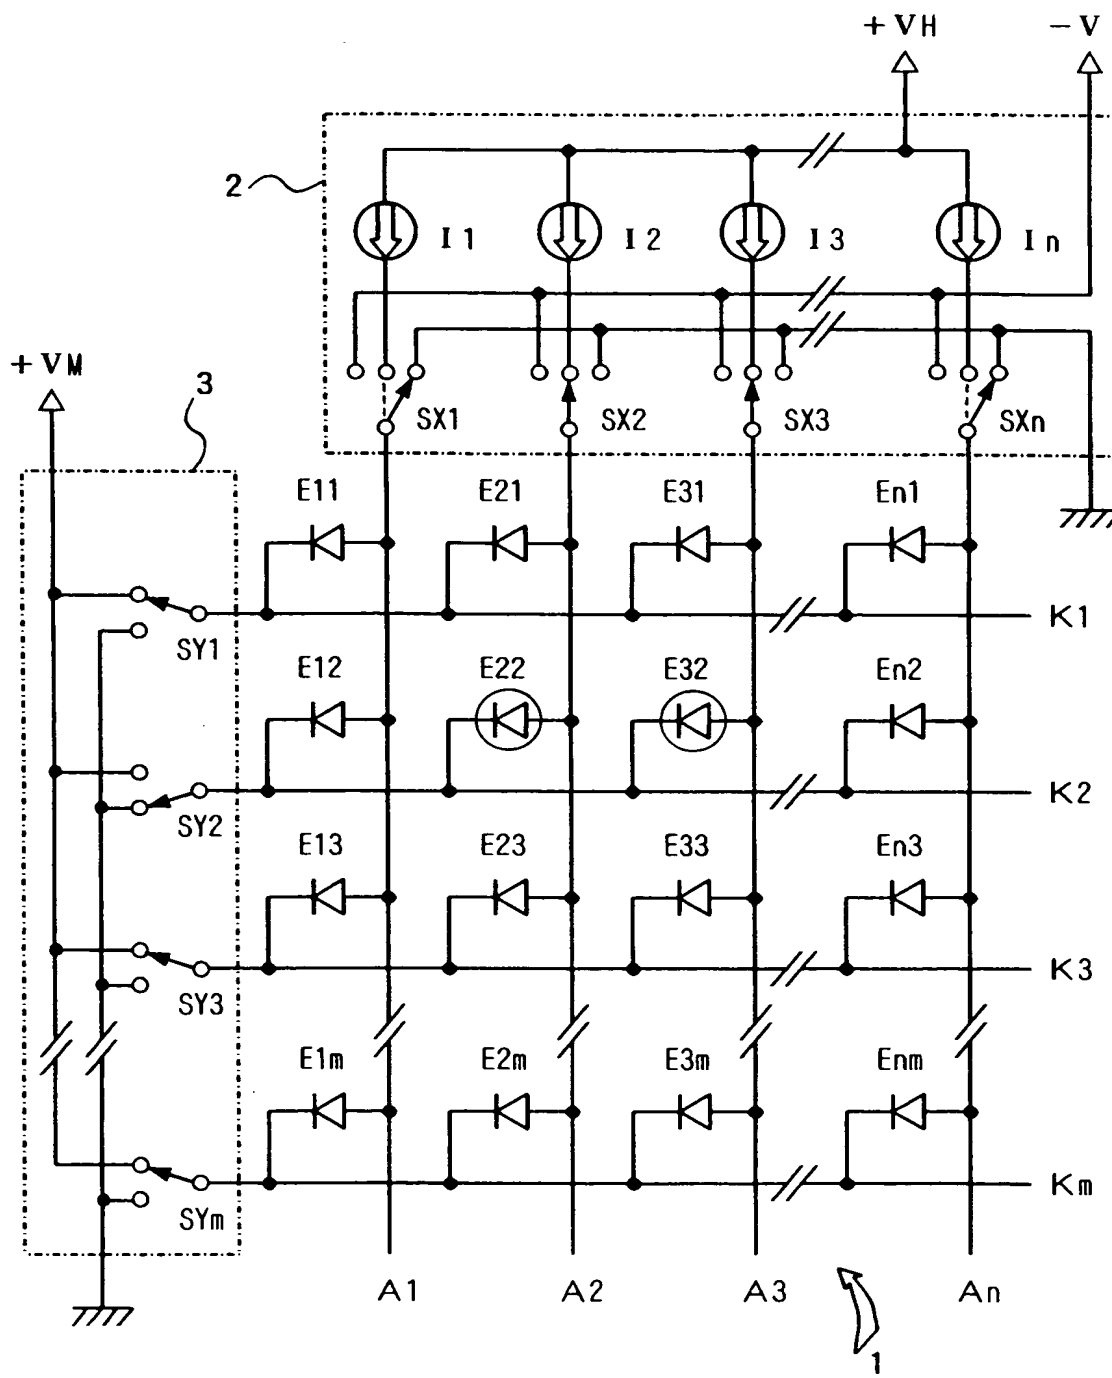 +VH -V
2
I1 I2 I3 In
+VM
3
SX1 SX2 SX3 SXn
E11 E21 E31 En1
SY1
K1
E12 E22 E32 En2
SY2
K2
E13 E23 E33 En3
SY3
K3
E1m E2m E3m Enm
SYm
Km
A1 A2 A3 An
1